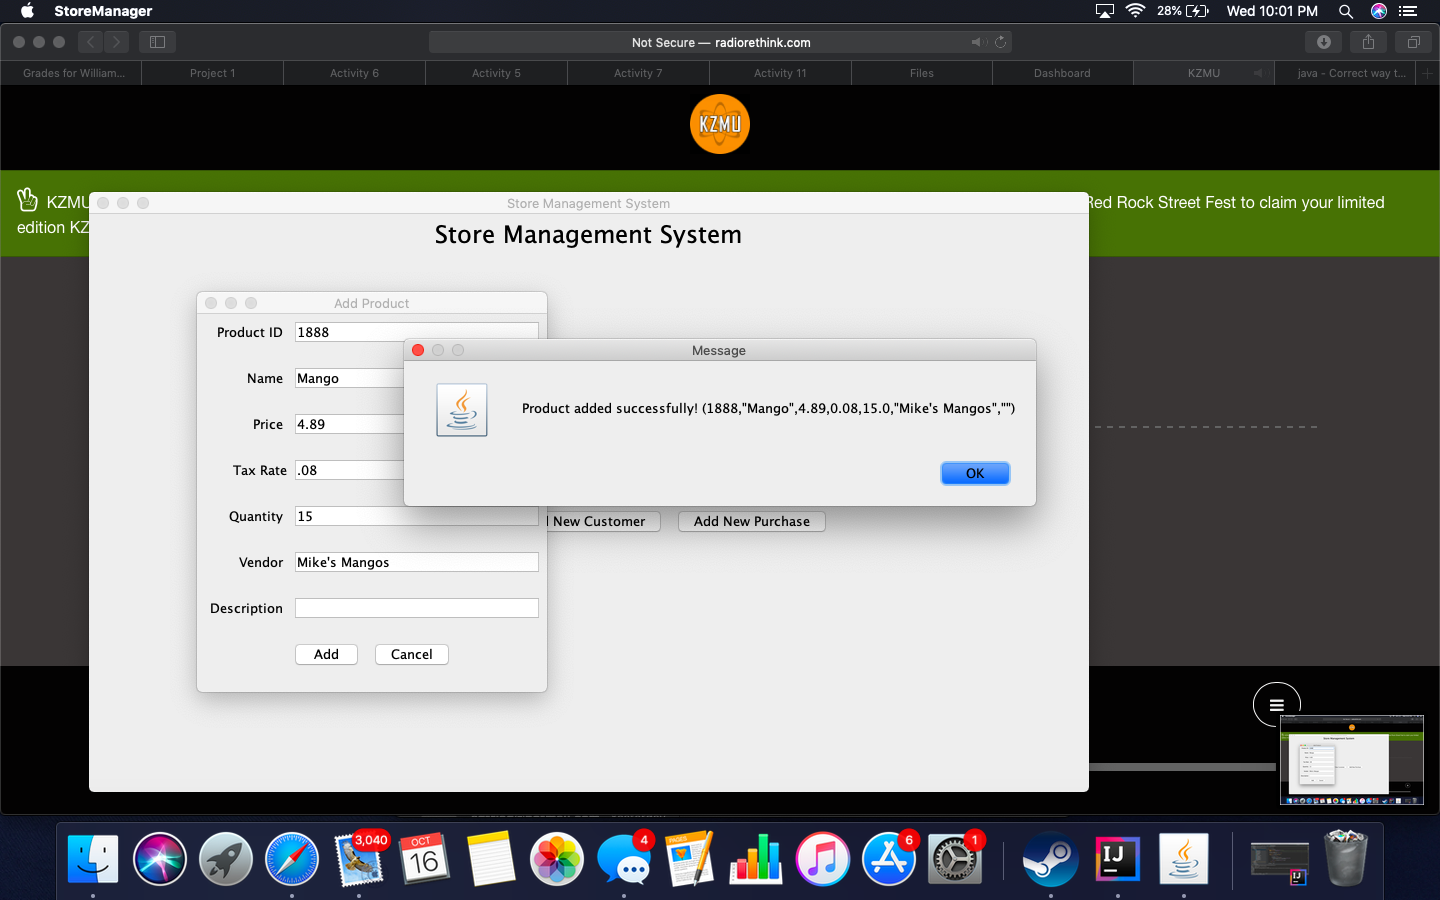 StoreManager
28%
Wed 10:01 PM
Not Secure — radiorethink.com
Grades for William...
Project 1
Activity 6
Activity 5
Activity 7
Activity 11
Files
Dashboard
KZMU
java - Correct way t...
KZMU
KZMU
Red Rock Street Fest to claim your limited
edition KZ
Store Management System
Store Management System
Add Product
Product ID 1888
Name Mango
Price 4.89
Tax Rate .08
Quantity 15
Vendor Mike's Mangos
Description
Add Cancel
Message
Product added successfully! (1888,"Mango",4.89,0.08,15.0,"Mike's Mangos","")
OK
New Customer
Add New Purchase
3,040
OCT
16
4
PAGES
6
1
IJ